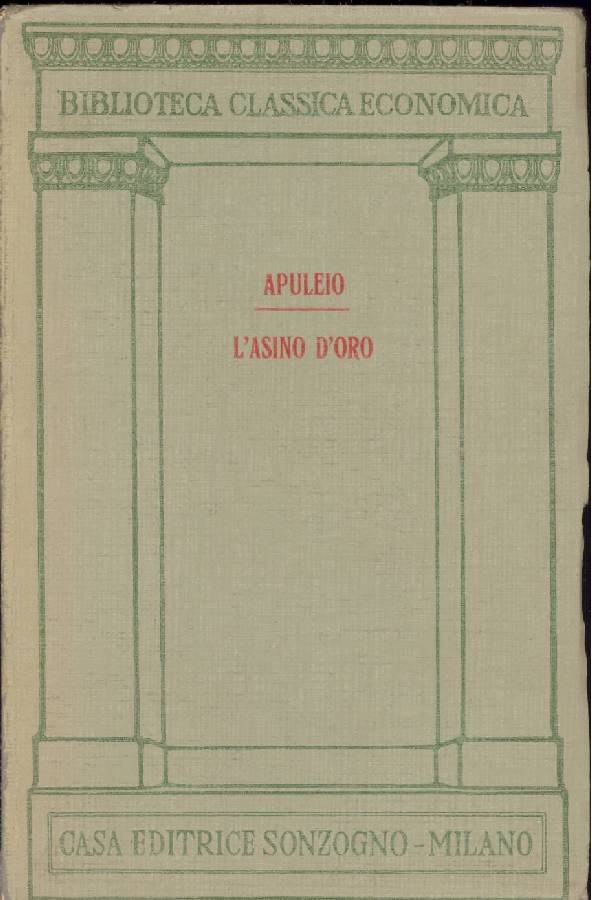 BIBLIOTECA CLASSICA ECONOMICA
APULEIO
L'ASINO D'ORO
CASA EDITRICE SONZOGNO - MILANO